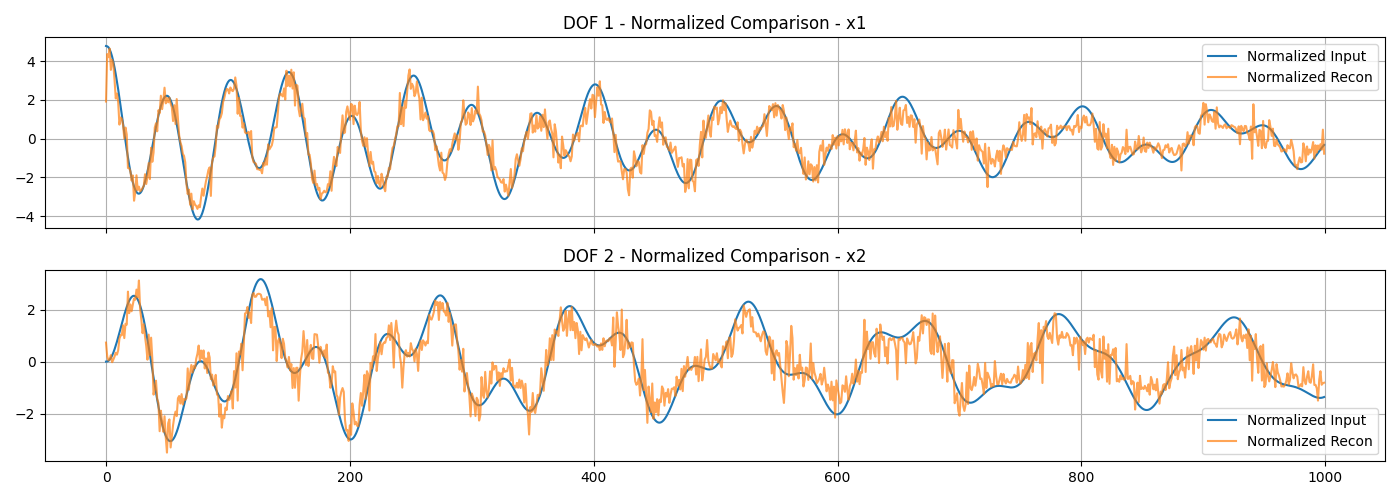 DOF 1 - Normalized Comparison - x1
4
2
0
−2
−4
Normalized Input
Normalized Recon
DOF 2 - Normalized Comparison - x2
2
0
−2
Normalized Input
Normalized Recon
0 200 400 600 800 1000